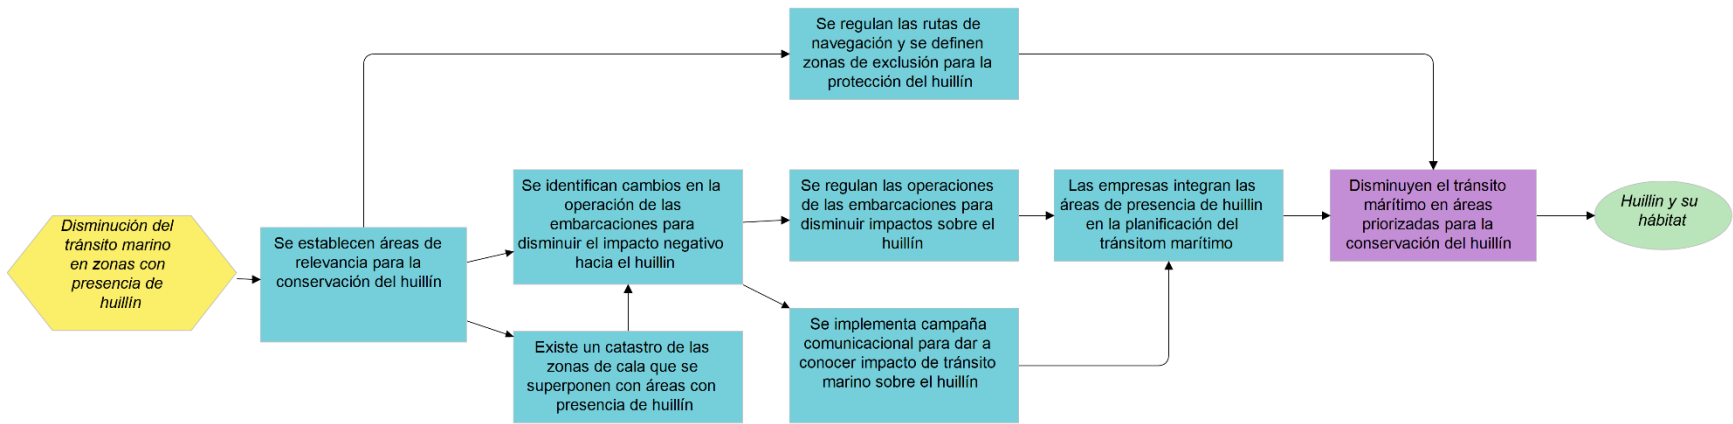 Disminución del
tránsito marino
en zonas con
presencia de
huillín
Se establecen áreas de
relevancia para la
conservación del huillín
Se regulan las rutas de
navegación y se definen
zonas de exclusión para la
protección del huillín
Se identifican cambios en la
operación de las
embarcaciones para
disminuir el impacto negativo
hacia el huillin
Existe un catastro de las
zonas de cala que se
superponen con áreas con
presencia de huillín
Se regulan las operaciones
de las embarcaciones para
disminuir impactos sobre el
huillín
Se implementa campaña
comunicacional para dar a
conocer impacto de tránsito
marino sobre el huillín
Las empresas integran las
áreas de presencia de huillin
en la planificación del
tránsitom marítimo
Disminuyen el tránsito
márítimo en áreas
priorizadas para la
conservación del huillín
Huillin y su
hábitat